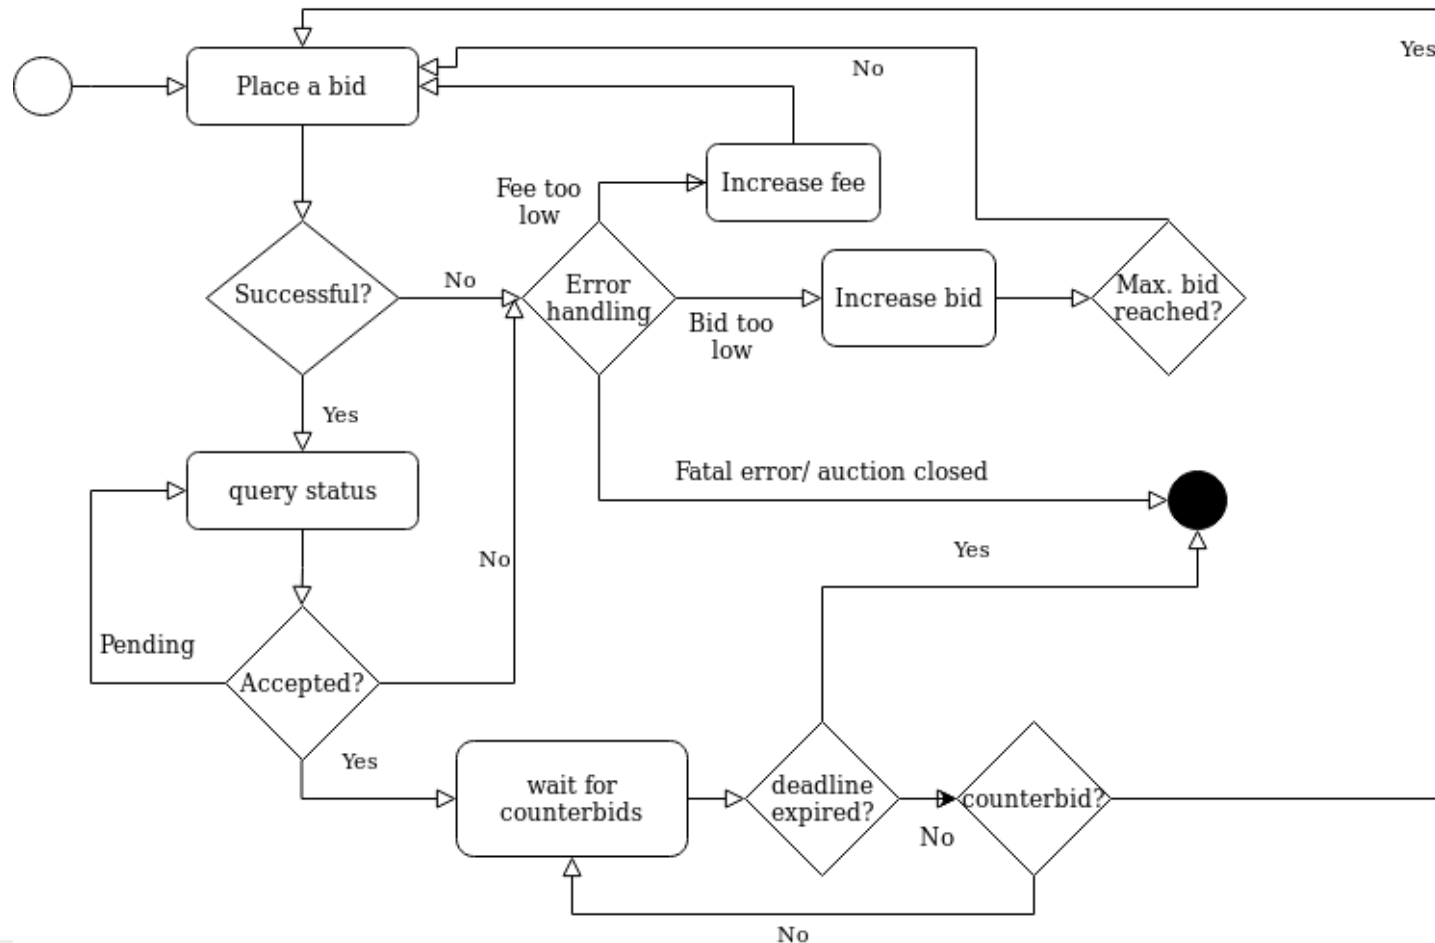 Yes
Place a bid
No
Fee too
low
Increase fee
Successful?
No
Error
handling
Bid too
low
Increase bid
Max. bid
reached?
Yes
query status
Fatal error/ auction closed
No
Yes
Pending
Accepted?
Yes
wait for
counterbids
deadline
expired?
No
counterbid?
No